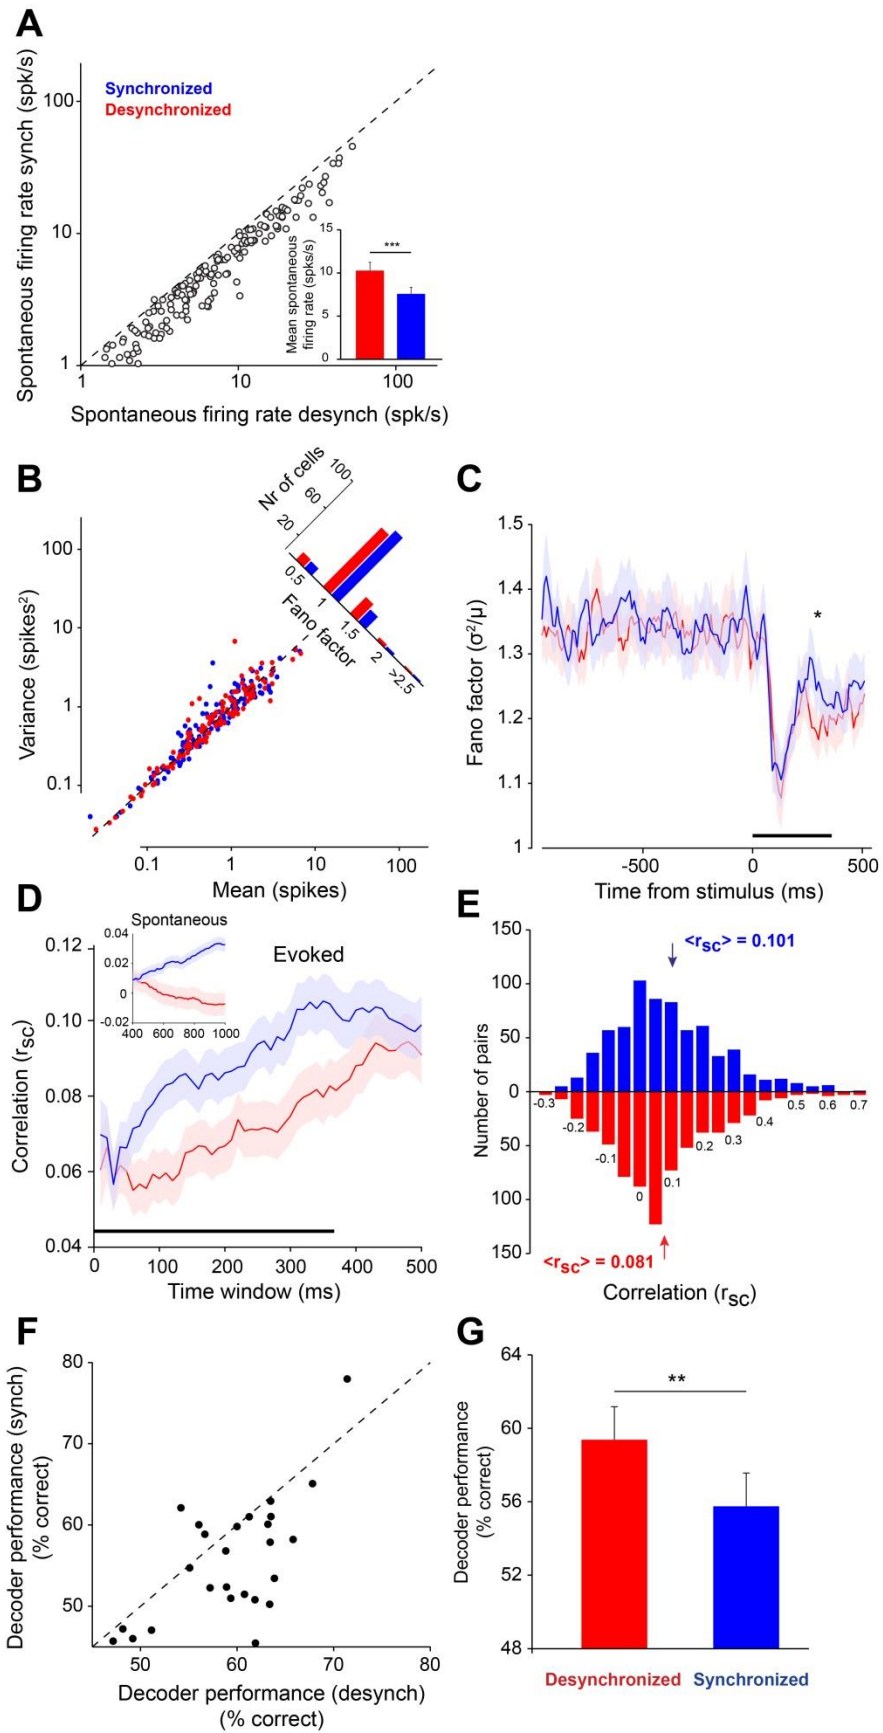 A
Spontaneous firing rate synch (spk/s)
100
10
1
Synchronized
Desynchronized
Mean spontaneous
firing rate (spks/s)
15
10
5
0
***
1
10
100
Spontaneous firing rate desynch (spk/s)
B
Nr of cells
20
60
100
Fano factor
0.5
1
1.5
2
>2.5
Variance (spikes²)
100
10
1
0.1
0.1
1
10
100
Mean (spikes)
C
Fano factor (σ²/μ)
1.5
1.4
1.3
1.2
1.1
1
*
-500
0
500
Time from stimulus (ms)
D
Correlation (rSC)
0.12
0.10
0.08
0.06
0.04
Spontaneous
0.04
0.02
0
-0.02
400
600
800
1000
Evoked
0
100
200
300
400
500
Time window (ms)
E
Number of pairs
150
100
50
0
50
100
150
<rSC> = 0.101
-0.3
-0.2
-0.1
0
0.1
0.2
0.3
0.4
0.5
0.6
0.7
<rSC> = 0.081
Correlation (rSC)
F
Decoder performance (synch)
(% correct)
80
70
60
50
50
60
70
80
Decoder performance (desynch)
(% correct)
G
Decoder performance
(% correct)
64
60
56
52
48
**
Desynchronized
Synchronized